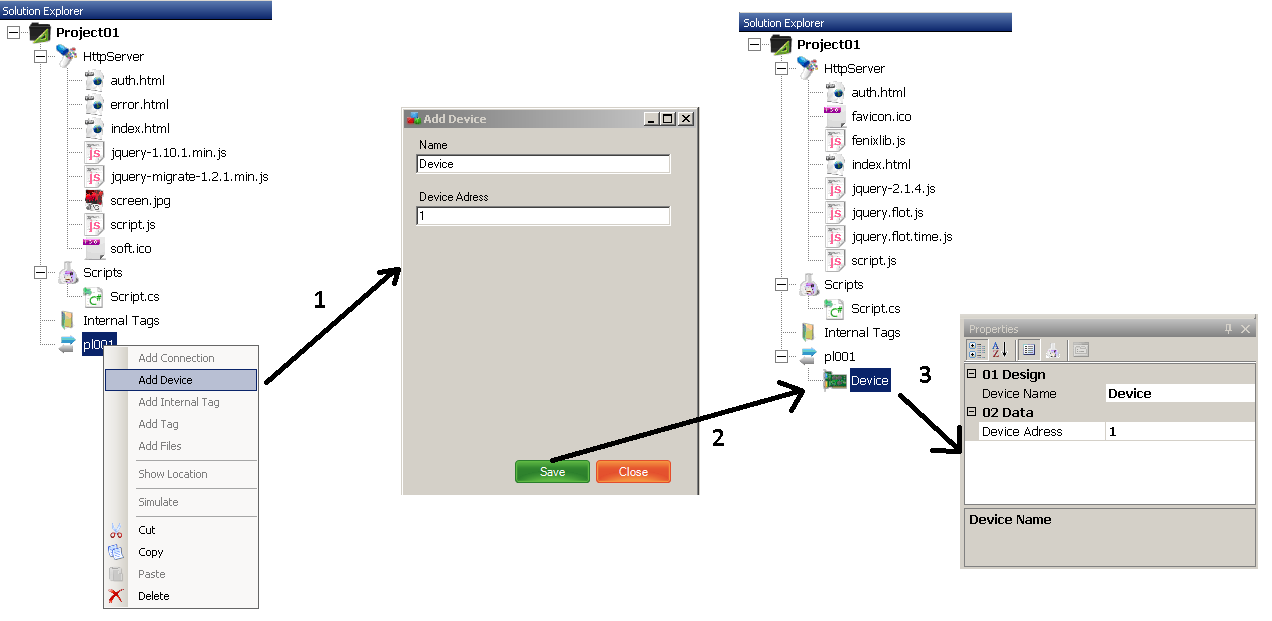 Solution Explorer
Project01
HttpServer
auth.html
error.html
index.html
jquery-1.10.1.min.js
jquery-migrate-1.2.1.min.js
screen.jpg
script.js
soft.ico
Scripts
Script.cs
Internal Tags
pl001
Add Connection
Add Device
Add Internal Tag
Add Tag
Add Files
Show Location
Simulate
Cut
Copy
Paste
Delete
1
Add Device
Name
Device
Device Adress
1
Save
Close
2
Solution Explorer
Project01
HttpServer
auth.html
favicon.ico
fenixlib.js
index.html
jquery-2.1.4.js
jquery.flot.js
jquery.flot.time.js
script.js
Scripts
Script.cs
Internal Tags
pl001
Device
3
Properties
01 Design
Device Name Device
02 Data
Device Adress 1
Device Name